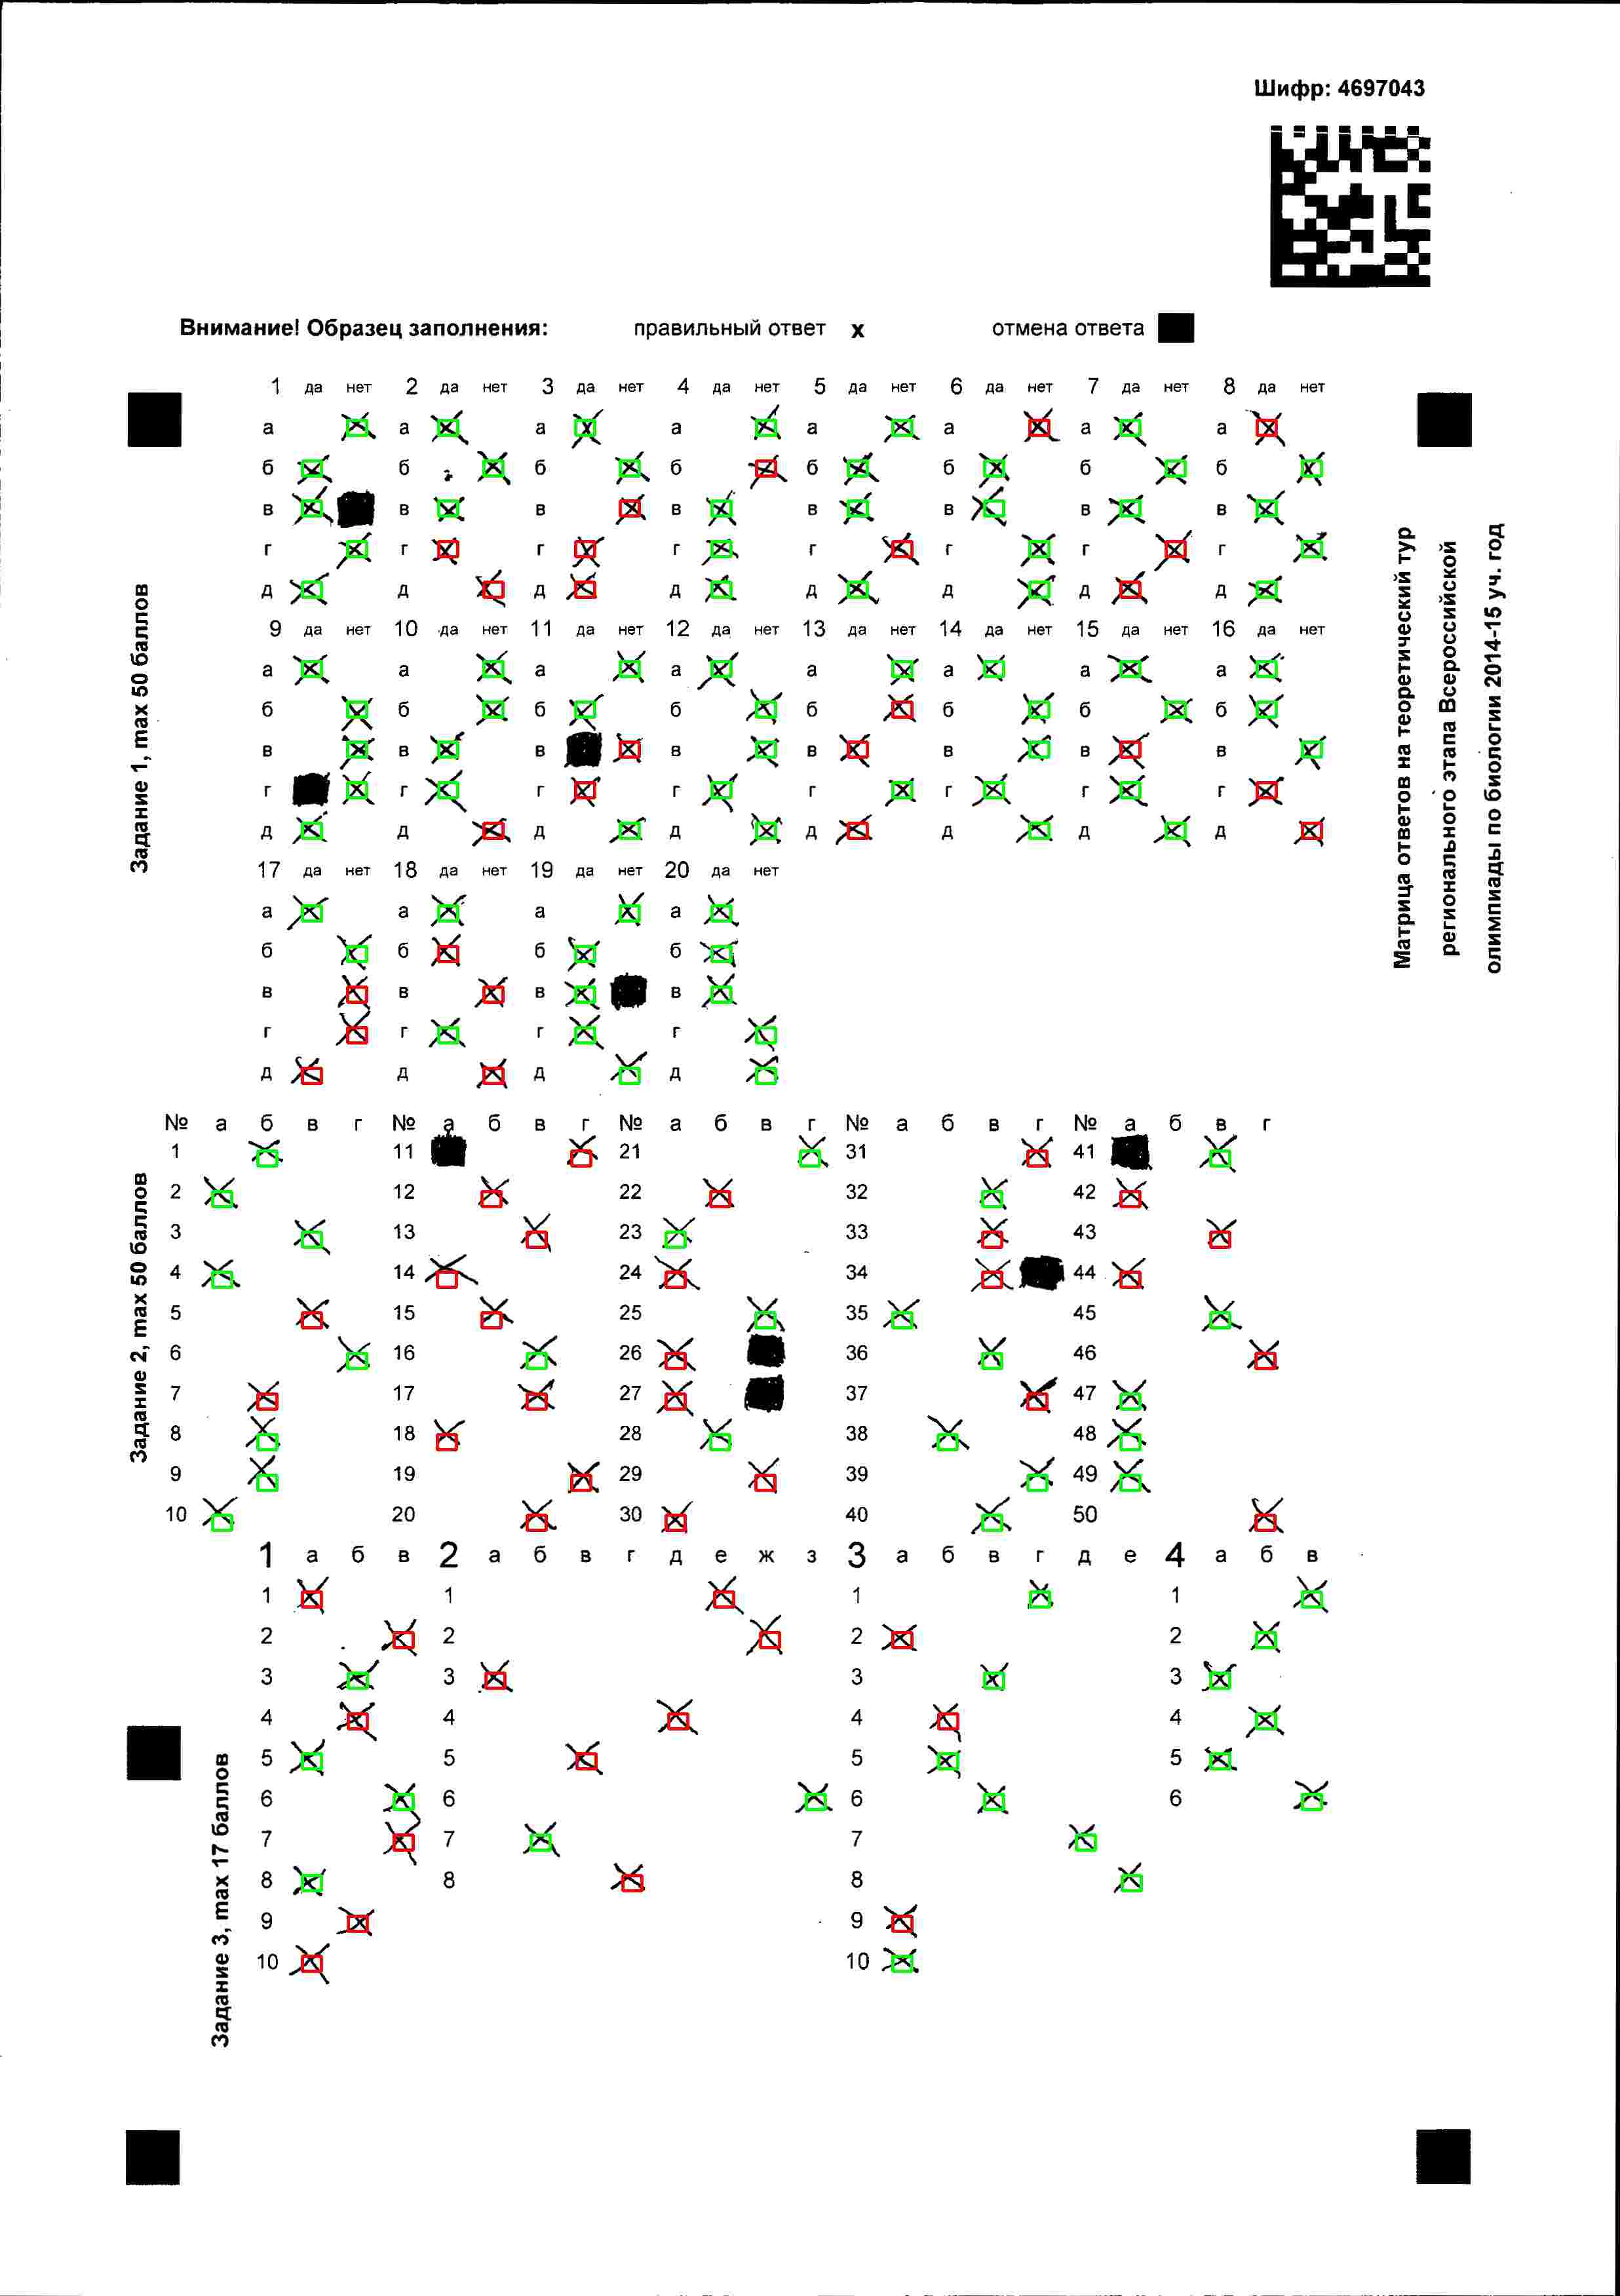 Шифр: 4697043
Внимание! Образец заполнения: правильный ответ x отмена ответа
Матрица ответов на теоретический тур
регионального этапа Всероссийской
олимпиады по биологии 2014-15 уч. год
Задание 1, max 50 баллов
1 да нет 2 да нет 3 да нет 4 да нет 5 да нет 6 да нет 7 да нет 8 да нет
а а а а а а а а
б б б б б б б б
в в в в в в в в
г г г г г г г г
д д д д д д д д
9 да нет 10 да нет 11 да нет 12 да нет 13 да нет 14 да нет 15 да нет 16 да нет
а а а а а а а а
б б б б б б б б
в в в в в в в в
г г г г г г г г
д д д д д д д д
17 да нет 18 да нет 19 да нет 20 да нет
а а а а
б б б б
в в в в
г г г г
д д д д
Задание 2, max 50 баллов
№ а б в г № а б в г № а б в г № а б в г № а б в г
1 11 21 31 41
2 12 22 32 42
3 13 23 33 43
4 14 24 34 44
5 15 25 35 45
6 16 26 36 46
7 17 27 37 47
8 18 28 38 48
9 19 29 39 49
10 20 30 40 50
Задание 3, max 17 баллов
1 а б в 2 а б в г д е ж з 3 а б в г д е 4 а б в
1 1 1 1
2 2 2 2
3 3 3 3
4 4 4 4
5 5 5 5
6 6 6 6
7 7 7
8 8 8
9 9
10 10